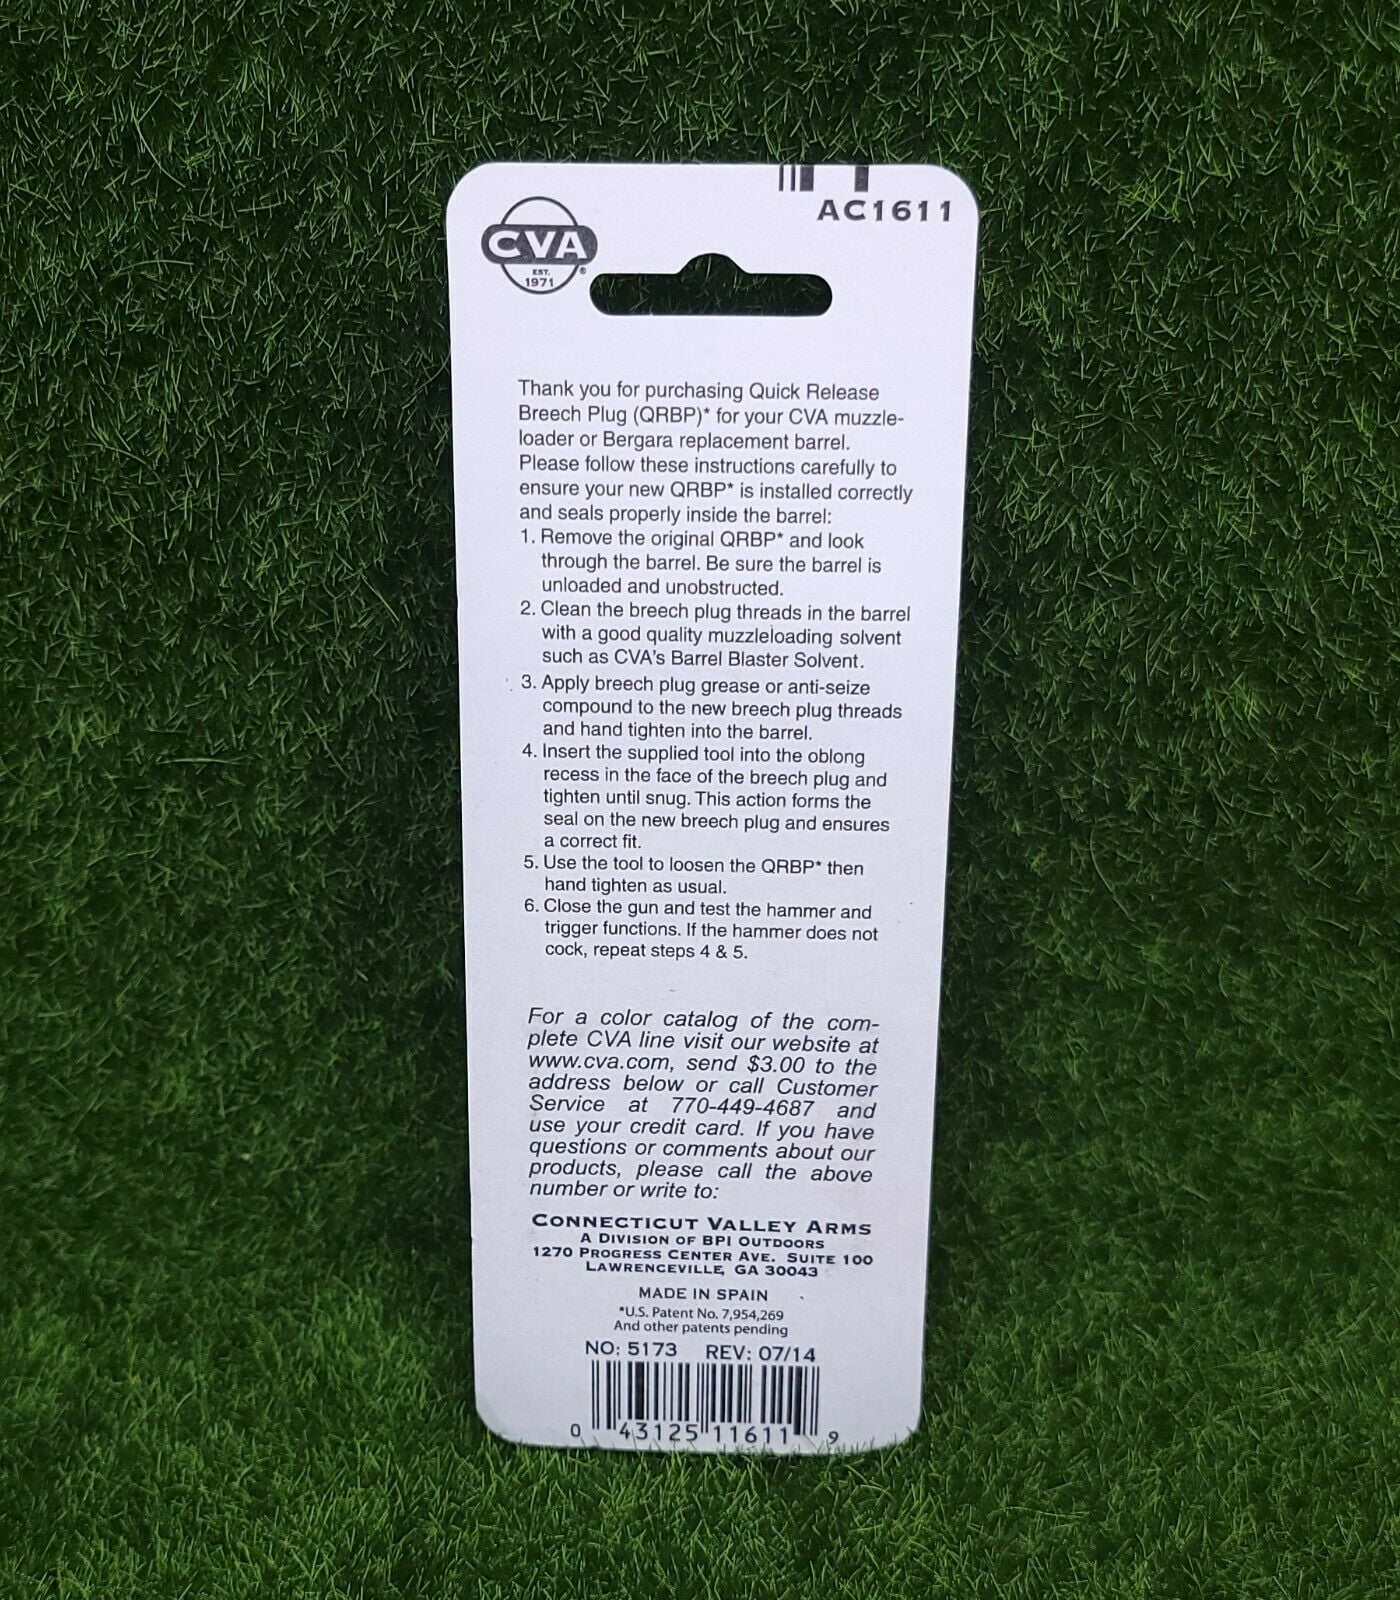 AC1611
CVA
EST.
1971
®
Thank you for purchasing Quick Release
Breech Plug (QRBP)* for your CVA muzzle-
loader or Bergara replacement barrel.
Please follow these instructions carefully to
ensure your new QRBP* is installed correctly
and seals properly inside the barrel:
1. Remove the original QRBP* and look
through the barrel. Be sure the barrel is
unloaded and unobstructed.
2. Clean the breech plug threads in the barrel
with a good quality muzzleloading solvent
such as CVA's Barrel Blaster Solvent.
3. Apply breech plug grease or anti-seize
compound to the new breech plug threads
and hand tighten into the barrel.
4. Insert the supplied tool into the oblong
recess in the face of the breech plug and
tighten until snug. This action forms the
seal on the new breech plug and ensures
a correct fit.
5. Use the tool to loosen the QRBP* then
hand tighten as usual.
6. Close the gun and test the hammer and
trigger functions. If the hammer does not
cock, repeat steps 4 & 5.
For a color catalog of the com-
plete CVA line visit our website at
www.cva.com, send $3.00 to the
address below or call Customer
Service at 770-449-4687 and
use your credit card. If you have
questions or comments about our
products, please call the above
number or write to:
CONNECTICUT VALLEY ARMS
A DIVISION OF BPI OUTDOORS
1270 PROGRESS CENTER AVE. SUITE 100
LAWRENCEVILLE, GA 30043
MADE IN SPAIN
*U.S. Patent No. 7,954,269
And other patents pending
NO: 5173 REV: 07/14
0 43125 11611 9